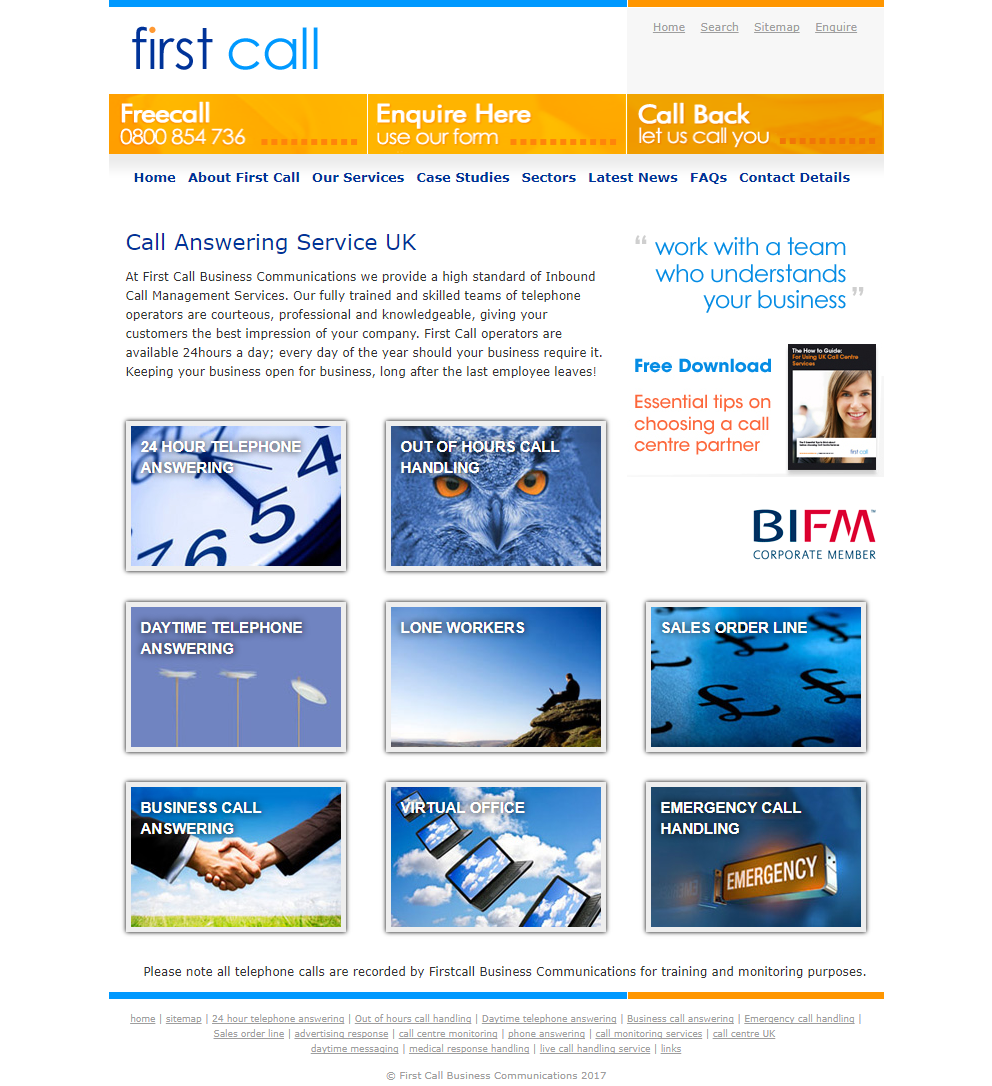 first call
Home Search Sitemap Enquire
Freecall
0800 854 736
Enquire Here
use our form
Call Back
let us call you
Home About First Call Our Services Case Studies Sectors Latest News FAQs Contact Details
Call Answering Service UK
At First Call Business Communications we provide a high standard of Inbound
Call Management Services. Our fully trained and skilled teams of telephone
operators are courteous, professional and knowledgeable, giving your
customers the best impression of your company. First Call operators are
available 24hours a day; every day of the year should your business require it.
Keeping your business open for business, long after the last employee leaves!
“ work with a team
who understands
your business ”
Free Download
Essential tips on
choosing a call
centre partner
The How to Guide:
For Using UK Call Centre
Services
first call
BIFM™
CORPORATE MEMBER
24 HOUR TELEPHONE
ANSWERING
4
5
6
OUT OF HOURS CALL
HANDLING
DAYTIME TELEPHONE
ANSWERING
LONE WORKERS
SALES ORDER LINE
£ £ £ £
BUSINESS CALL
ANSWERING
VIRTUAL OFFICE
EMERGENCY CALL
HANDLING
EMERGENCY
Please note all telephone calls are recorded by Firstcall Business Communications for training and monitoring purposes.
home | sitemap | 24 hour telephone answering | Out of hours call handling | Daytime telephone answering | Business call answering | Emergency call handling |
Sales order line | advertising response | call centre monitoring | phone answering | call monitoring services | call centre UK
daytime messaging | medical response handling | live call handling service | links
© First Call Business Communications 2017